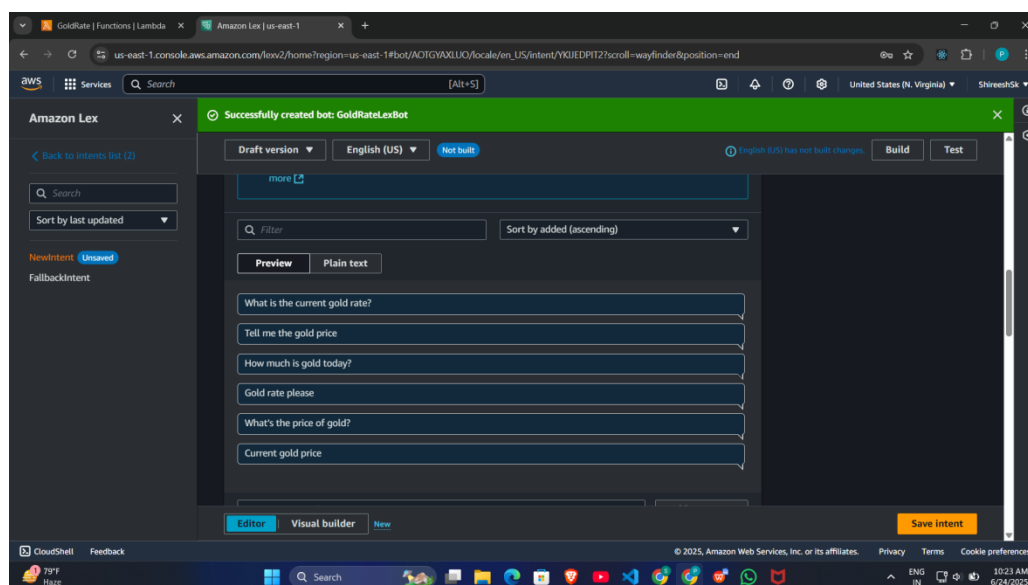 GoldRate | Functions | Lambda
Amazon Lex | us-east-1
us-east-1.console.aws.amazon.com/lexv2/home?region=us-east-1#bot/AOTGYAXLUO/locale/en_US/intent/YKUEDPIT2?scroll=wayfinder&position=end
aws
Services
Search
[Alt+S]
United States (N. Virginia)
ShireeshSk
Amazon Lex
Successfully created bot: GoldRateLexBot
Back to intents list (2)
Draft version
English (US)
Not built
English (US) has not built changes.
Build
Test
more
Search
Sort by last updated
Filter
Sort by added (ascending)
NewIntent Unsaved
FallbackIntent
Preview
Plain text
What is the current gold rate?
Tell me the gold price
How much is gold today?
Gold rate please
What's the price of gold?
Current gold price
Editor
Visual builder
New
Save intent
CloudShell
Feedback
© 2025, Amazon Web Services, Inc. or its affiliates.
Privacy
Terms
Cookie preferences
1
79°F
Haze
Search
ENG
IN
10:23 AM